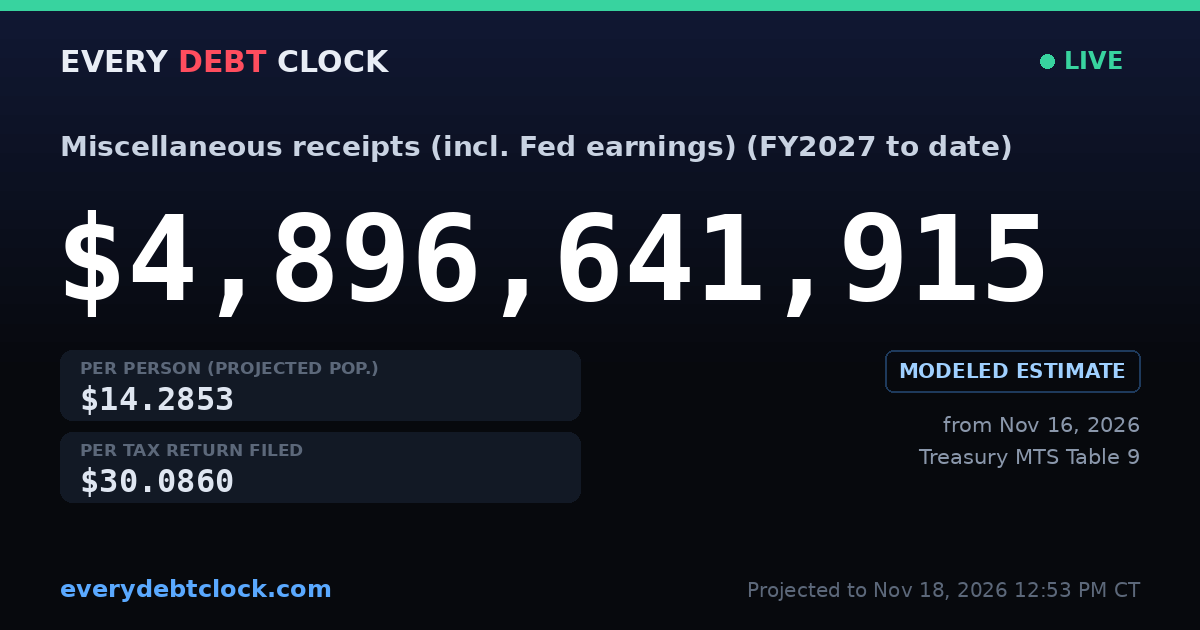 EVERY DEBT CLOCK
LIVE
Miscellaneous receipts (incl. Fed earnings) (FY2027 to date)
$4,896,641,915
PER PERSON (PROJECTED POP.)
$14.2853
PER TAX RETURN FILED
$30.0860
MODELED ESTIMATE
from Nov 16, 2026
Treasury MTS Table 9
everydebtclock.com
Projected to Nov 18, 2026 12:53 PM CT